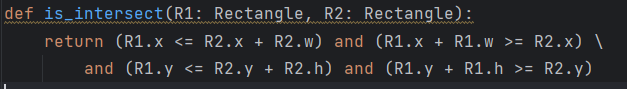 def is_intersect(R1: Rectangle, R2: Rectangle):
return (R1.x <= R2.x + R2.w) and (R1.x + R1.w >= R2.x) \
and (R1.y <= R2.y + R2.h) and (R1.y + R1.h >= R2.y)